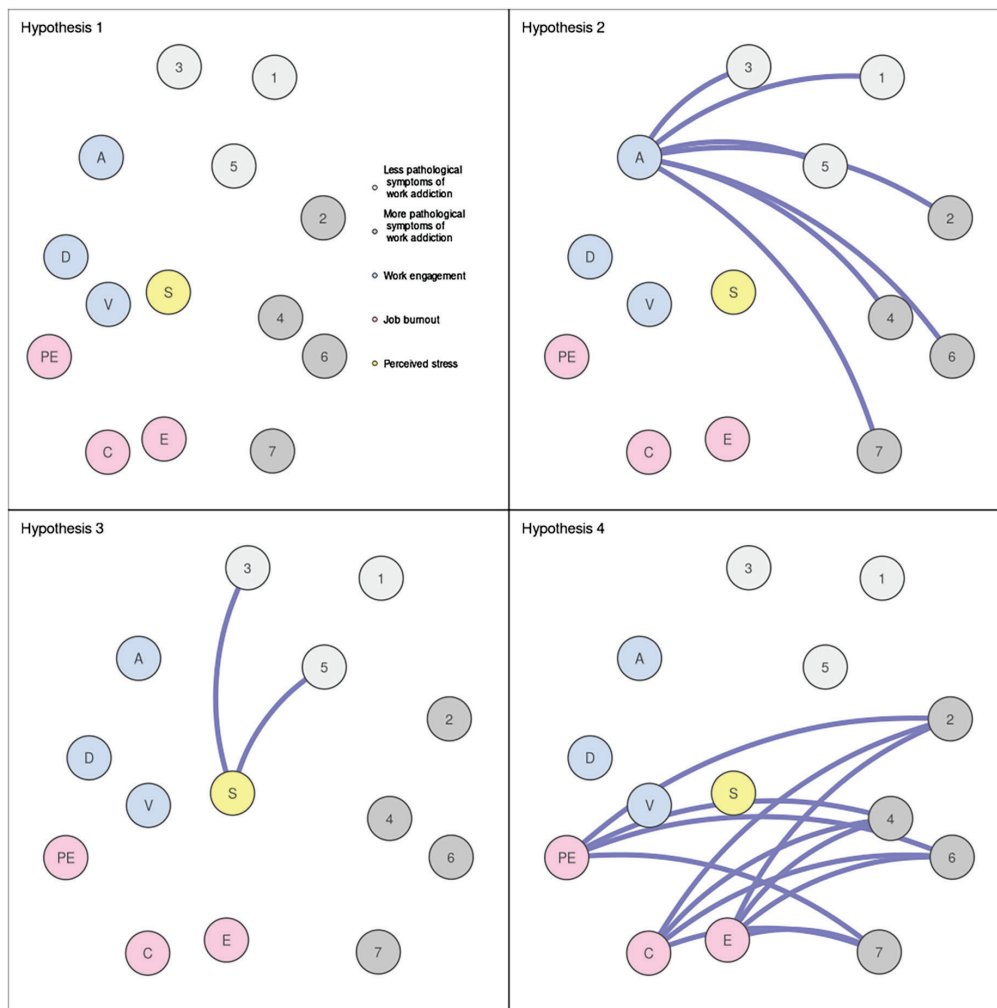 Hypothesis 1
3
1
A
5
Less pathological
symptoms of
work addiction
2
More pathological
symptoms of
work addiction
D
V
S
Work engagement
4
Job burnout
PE
6
Perceived stress
C
E
7
Hypothesis 2
3
1
A
5
2
D
V
S
4
PE
6
C
E
7
Hypothesis 3
3
1
A
5
2
D
V
S
4
PE
6
C
E
7
Hypothesis 4
3
1
A
5
2
D
V
S
4
PE
6
C
E
7